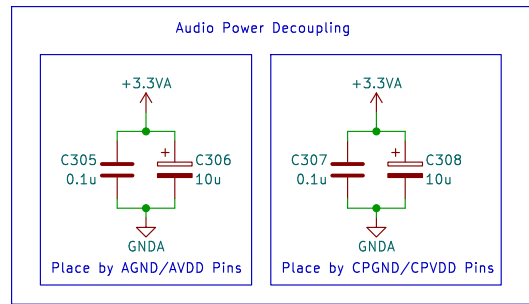 Audio Power Decoupling
+3.3VA
+3.3VA
C305
0.1u
+
C306
10u
C307
0.1u
+
C308
10u
GNDA
GNDA
Place by AGND/AVDD Pins
Place by CPGND/CPVDD Pins